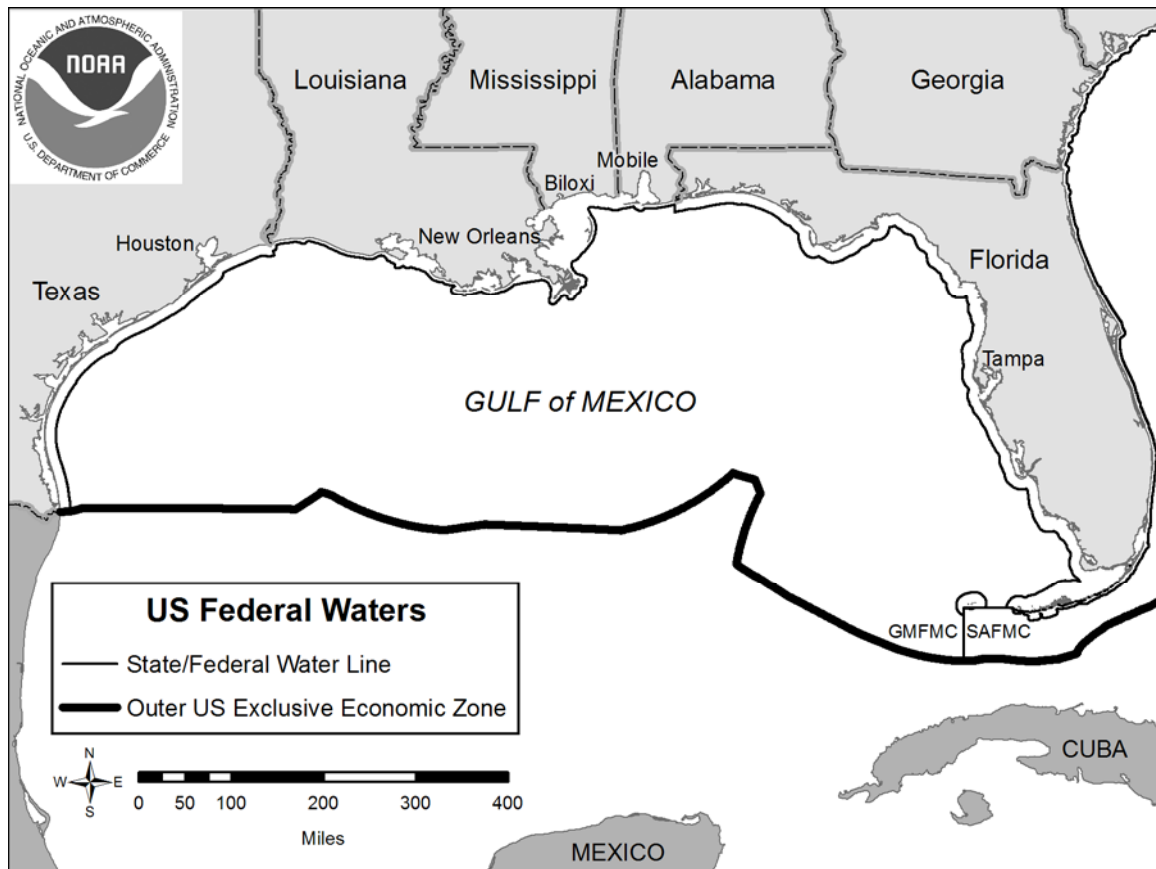 NATIONAL OCEANIC AND ATMOSPHERIC ADMINISTRATION
NOAA
U.S. DEPARTMENT OF COMMERCE
Louisiana
Mississippi
Alabama
Georgia
Mobile
Biloxi
Houston
New Orleans
Florida
Texas
Tampa
GULF of MEXICO
US Federal Waters
GMFMC
SAFMC
State/Federal Water Line
Outer US Exclusive Economic Zone
CUBA
N
W
E
S
0 50 100 200 300 400
Miles
MEXICO